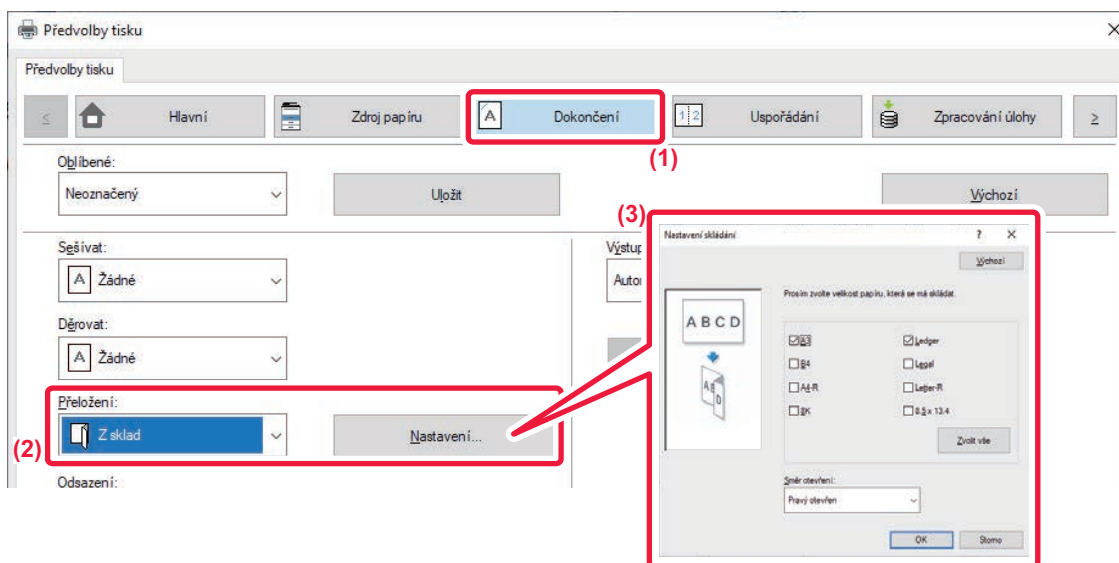 Předvolby tisku
Předvolby tisku
Hlavní
Zdroj papíru
Dokončení
Uspořádání
Zpracování úlohy
(1)
Oblíbené:
Neoznačený
Uložit
Výchozí
Sešívat:
Žádné
Výstup
Autor
Děrovat:
Žádné
Přeložení:
(2)
Z sklad
Nastavení...
Odsazení:
(3)
Nastavení skládání
Výchozí
Prosím zvolte velikost papíru, která se má skládat.
A B C D
A3
Ledger
B4
Legal
A4-R
Letter-R
8K
8.5 x 13.4
Zvolit vše
Směr otevření:
Pravý otevřen
OK
Storno